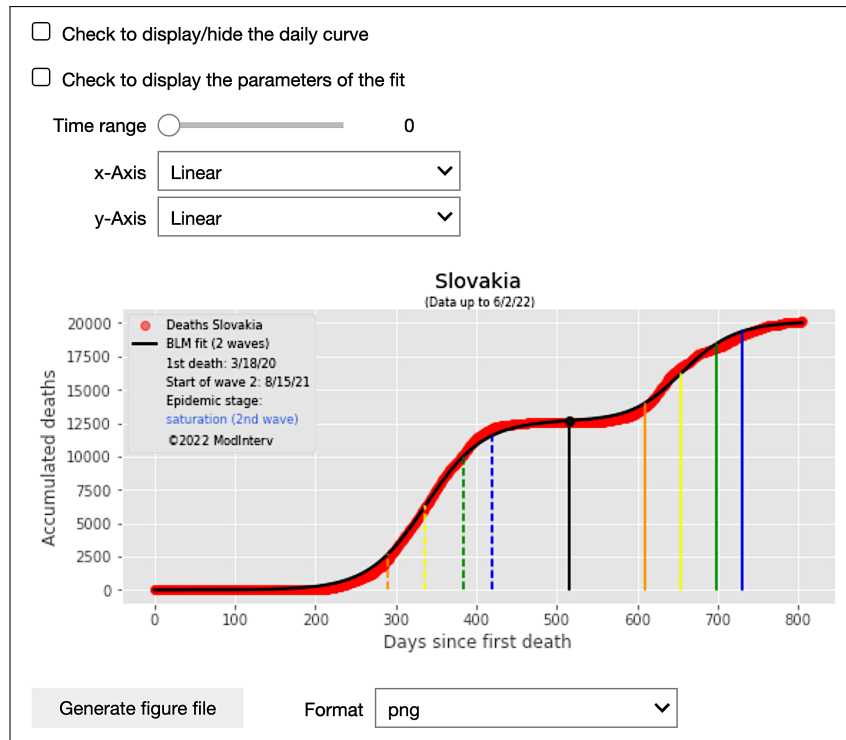 Check to display/hide the daily curve
Check to display the parameters of the fit
Time range 0
x-Axis Linear
y-Axis Linear
Slovakia
(Data up to 6/2/22)
Deaths Slovakia
BLM fit (2 waves)
1st death: 3/18/20
Start of wave 2: 8/15/21
Epidemic stage:
saturation (2nd wave)
©2022 ModInterv
Accumulated deaths
20000
17500
15000
12500
10000
7500
5000
2500
0
0 100 200 300 400 500 600 700 800
Days since first death
Generate figure file Format png